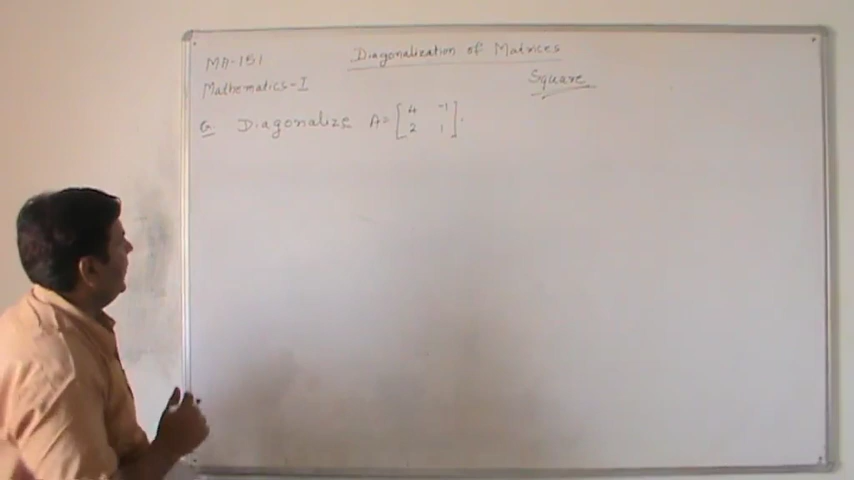 MA-151 Diagonalization of Matrices
Mathematics-I Square
Q. Diagonalize A= [ 4 -1
2 1 ].